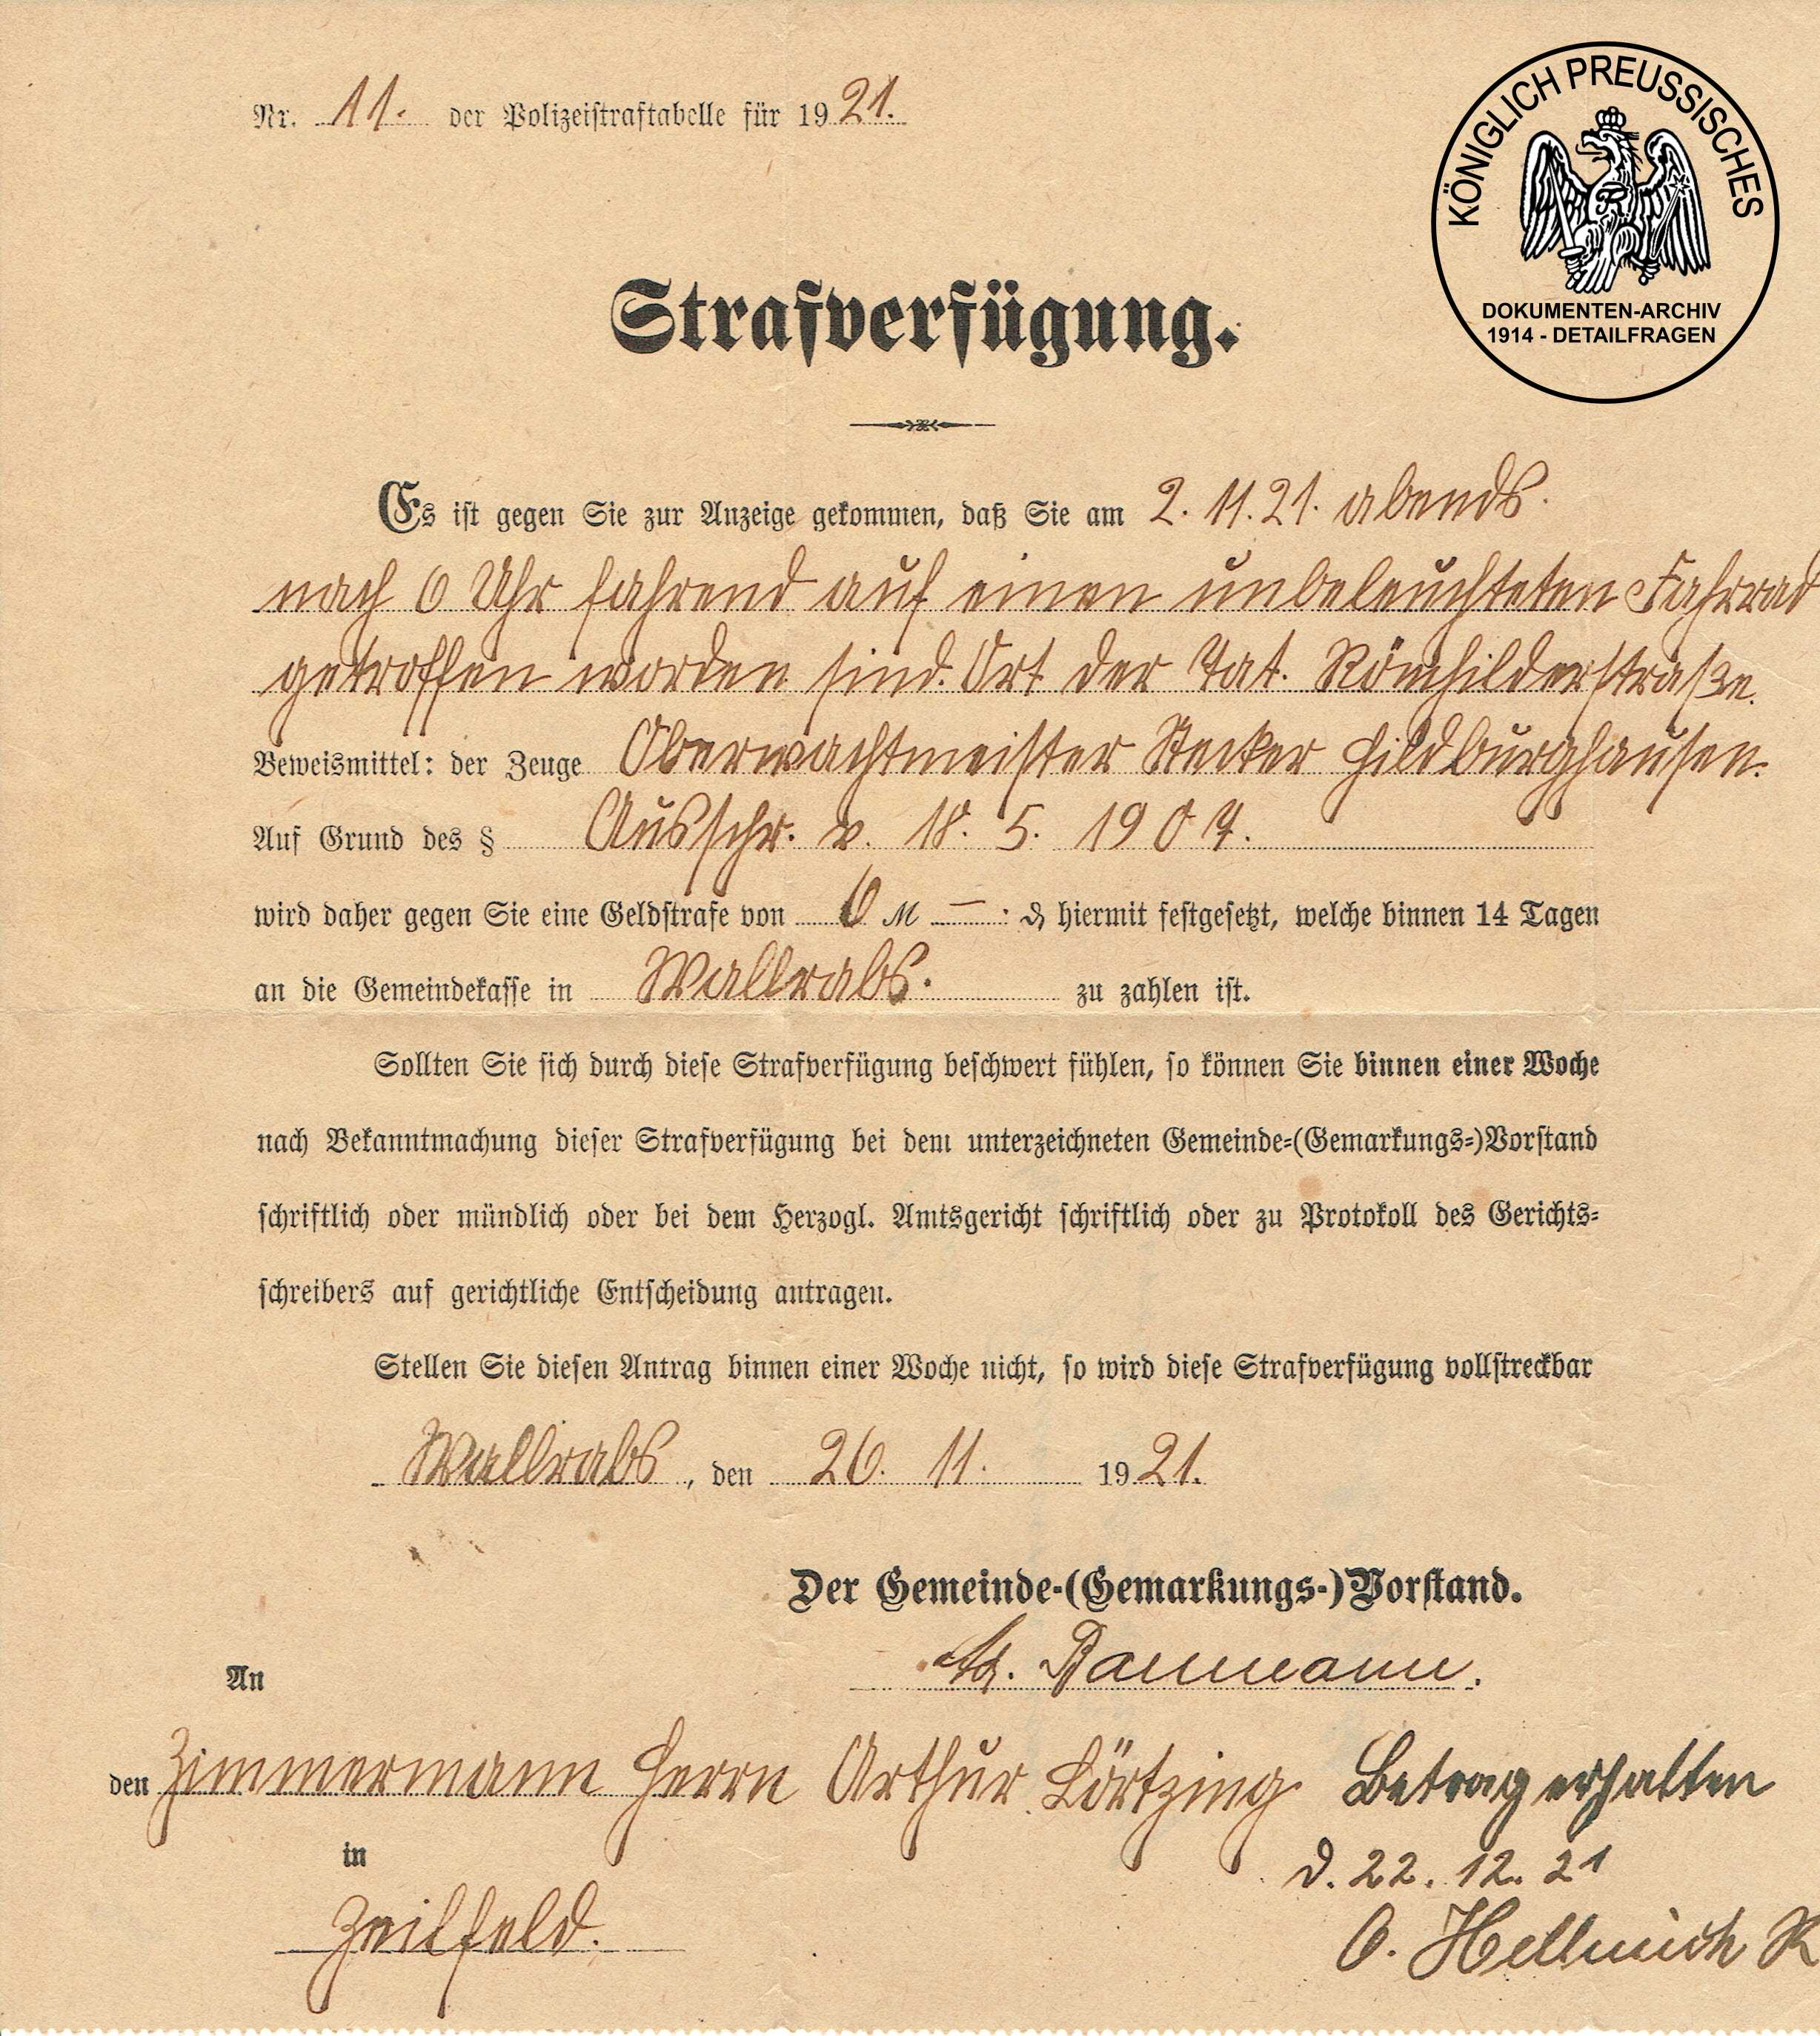 Nr. 11. der Polizeistraftabelle für 1921.
KÖNIGLICH PREUSSISCHES
DOKUMENTEN-ARCHIV
1914 - DETAILFRAGEN
Strafverfügung.
Es ist gegen Sie zur Anzeige gekommen, daß Sie am 2. 11. 21. abends
nach 6 Uhr fahrend auf einen unbeleuchteten Fahrrad
getroffen worden sind. Ort der Tat. Römhilderstraße.
Beweismittel: der Zeuge Oberwachtmeister Stecker Hildburghausen.
Auf Grund des § Ausschr. v. 18. 5. 1907.
wird daher gegen Sie eine Geldstrafe von 6 M — ₰ hiermit festgesetzt, welche binnen 14 Tagen
an die Gemeindekasse in Wallrabs. zu zahlen ist.
Sollten Sie sich durch diese Strafverfügung beschwert fühlen, so können Sie binnen einer Woche
nach Bekanntmachung dieser Strafverfügung bei dem unterzeichneten Gemeinde-(Gemarkungs-)Vorstand
schriftlich oder mündlich oder bei dem Herzogl. Amtsgericht schriftlich oder zu Protokoll des Gerichts-
schreibers auf gerichtliche Entscheidung antragen.
Stellen Sie diesen Antrag binnen einer Woche nicht, so wird diese Strafverfügung vollstreckbar
Wallrabs, den 26. 11. 1921.
Der Gemeinde-(Gemarkungs-)Vorstand.
Baumann.
An
den Zimmermann Herrn Arthur Lörtzing
Betrag erhalten
in
d. 22. 12. 21
Zeilfeld.
O. Hellmich R